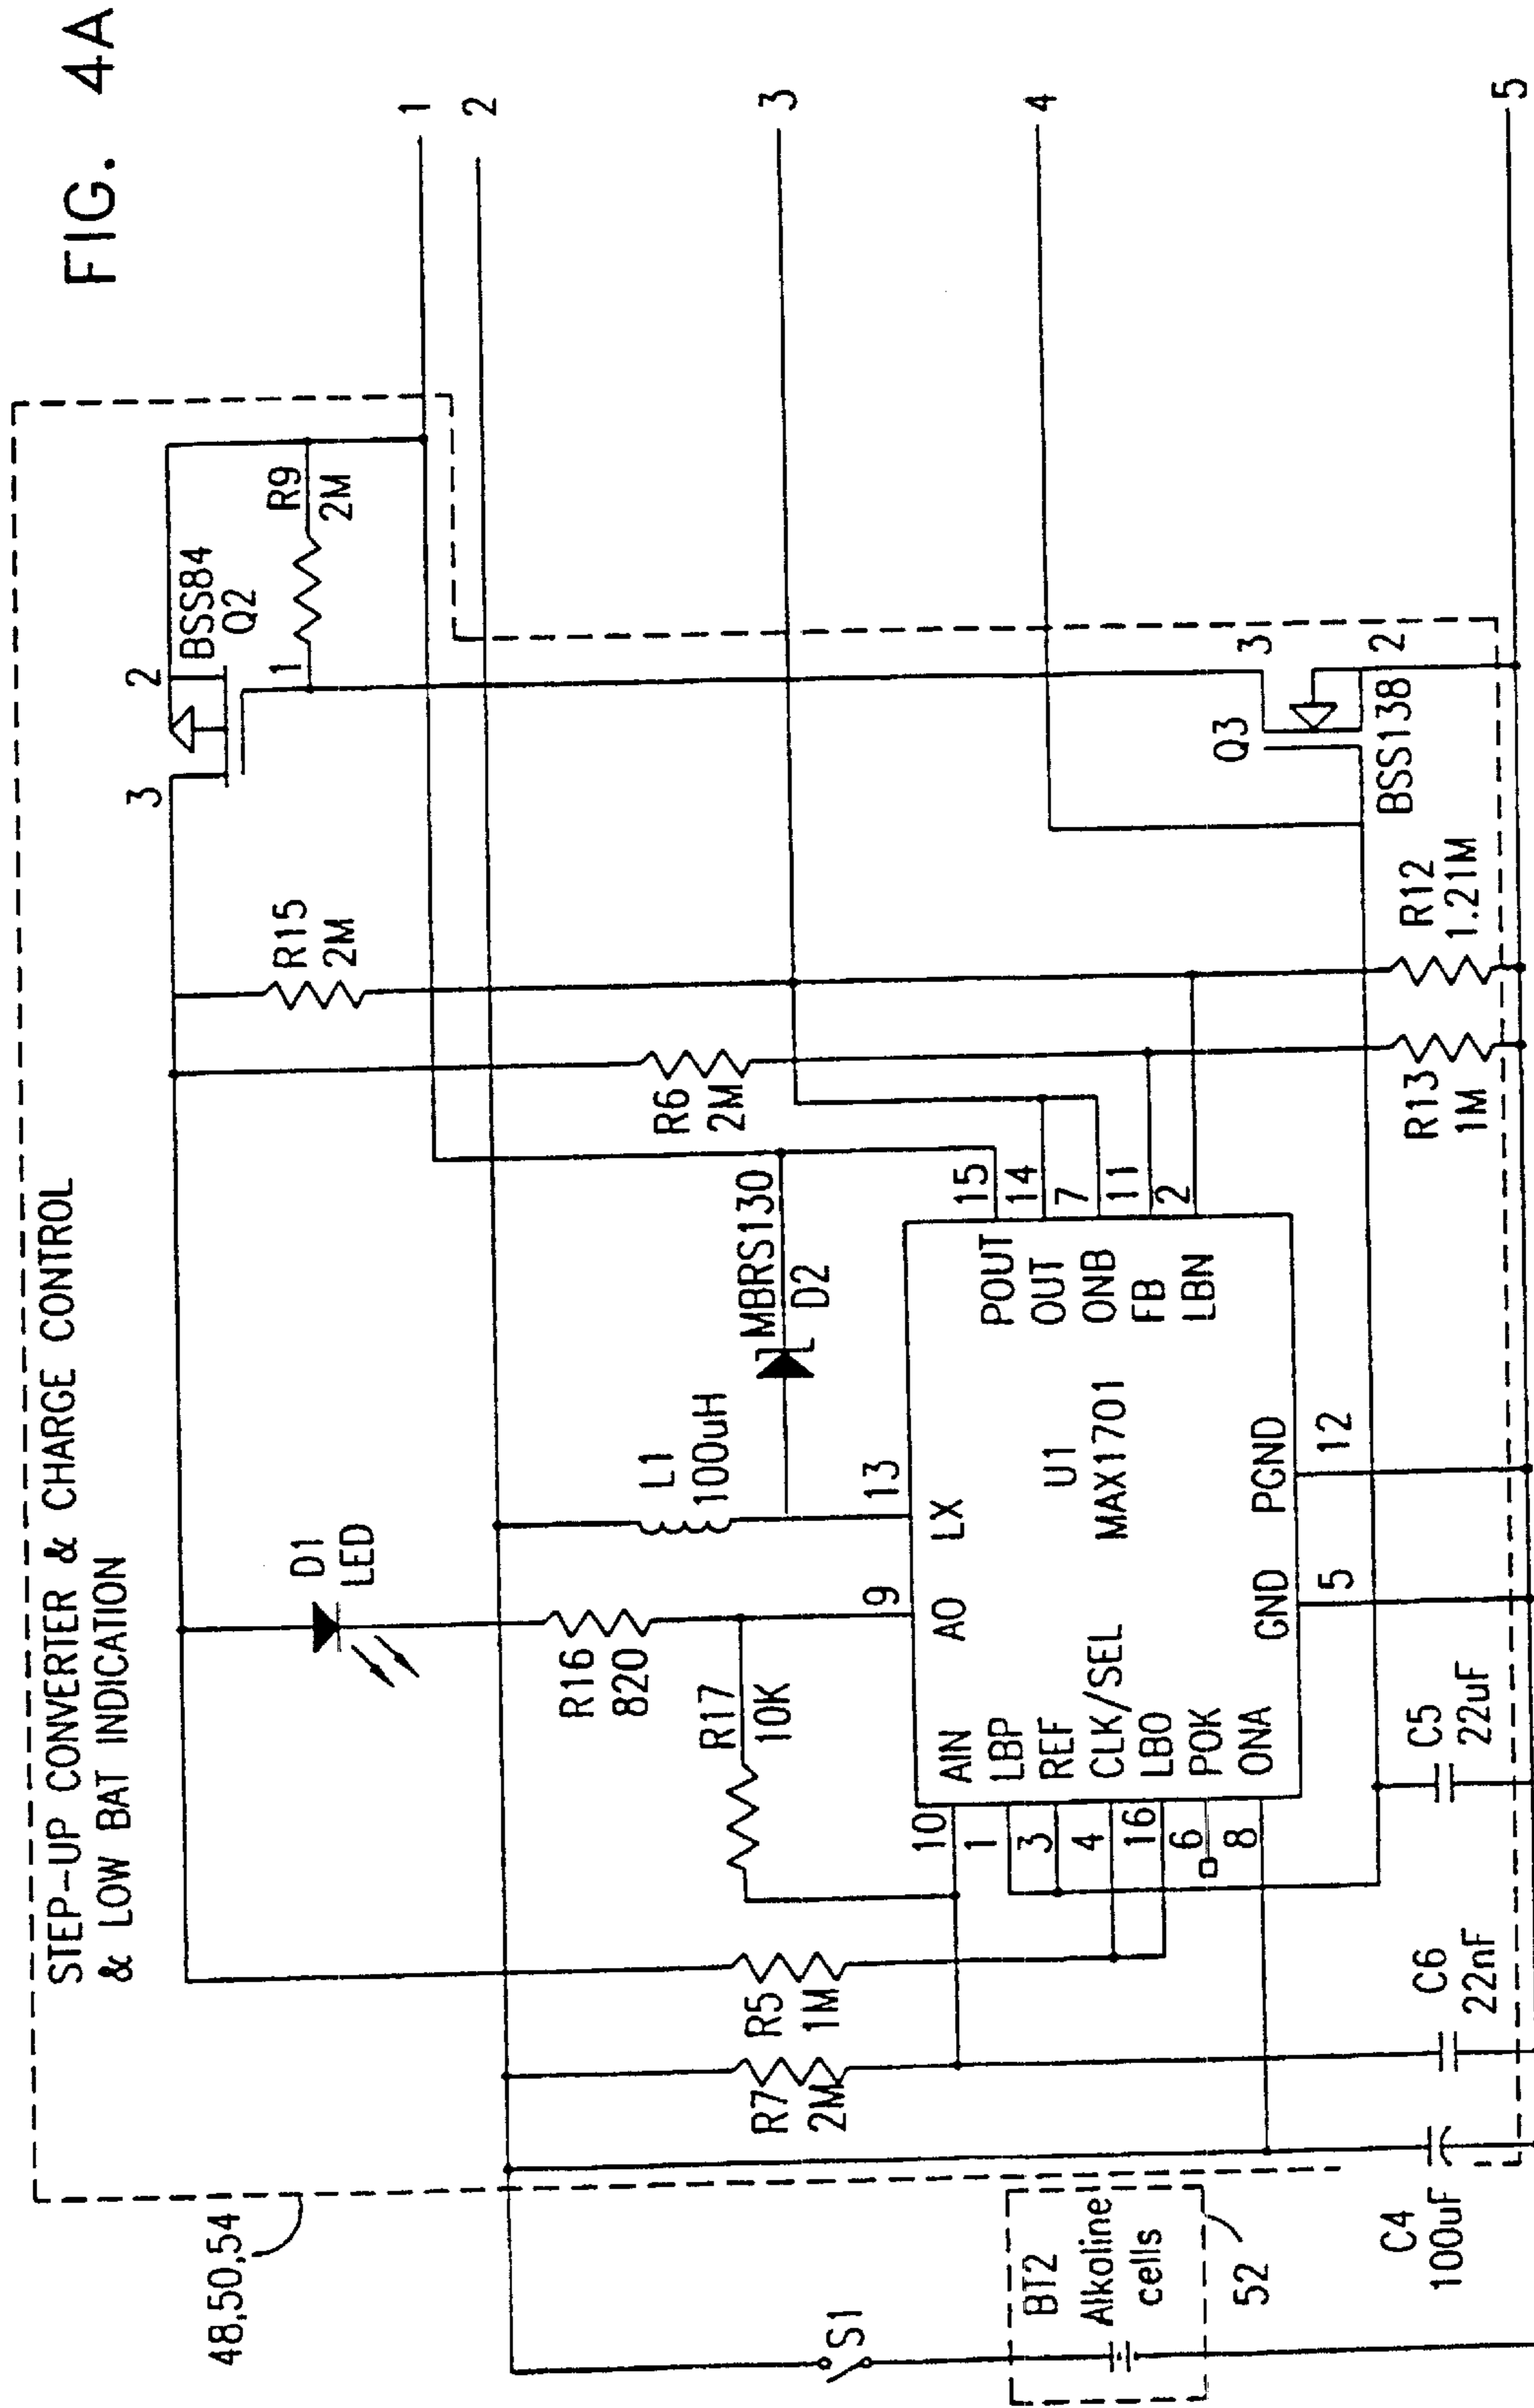 FIG. 4A
STEP-UP CONVERTER & CHARGE CONTROL
& LOW BAT INDICATION
48,50,54
1
2
3
4
5
BSS84
Q2
3
2
1
R9
2M
R15
2M
D1
LED
R16
820
R17
10K
L1
100uH
MBRS130
D2
R6
2M
R5
1M
R7
2M
S1
BT2
Alkaline
cells
52
U1
MAX1701
AO
9
LX
13
AIN
10
LBP
1
REF
3
CLK/SEL
4
LBO
16
POK
6
ONA
8
POUT
15
OUT
14
ONB
7
FB
11
LBN
2
GND
5
PGND
12
Q3
BSS138
3
2
R13
1M
R12
1.21M
C4
100uF
C6
22nF
C5
22uF